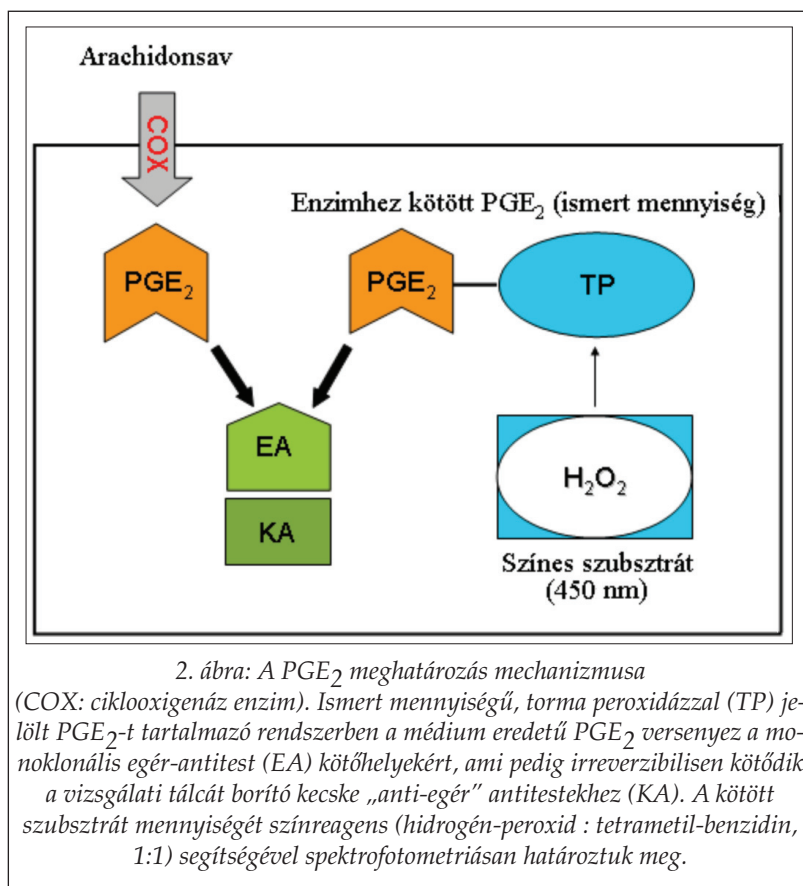 Arachidonsav
COX
Enzimhez kötött PGE₂ (ismert mennyiség)
PGE₂
PGE₂
TP
EA
KA
H₂O₂
Színes szubsztrát
(450 nm)
2. ábra: A PGE₂ meghatározás mechanizmusa
(COX: ciklooxigenáz enzim). Ismert mennyiségű, torma peroxidázzal (TP) je-
lölt PGE₂-t tartalmazó rendszerben a médium eredetű PGE₂ versenyez a mo-
noklonális egér-antitest (EA) kötőhelyekért, ami pedig irreverzibilisen kötődik
a vizsgálati tálcát borító kecske „anti-egér” antitestekhez (KA). A kötött
szubsztrát mennyiségét színreagens (hidrogén-peroxid : tetrametil-benzidin,
1:1) segítségével spektrofotometriásan határoztuk meg.